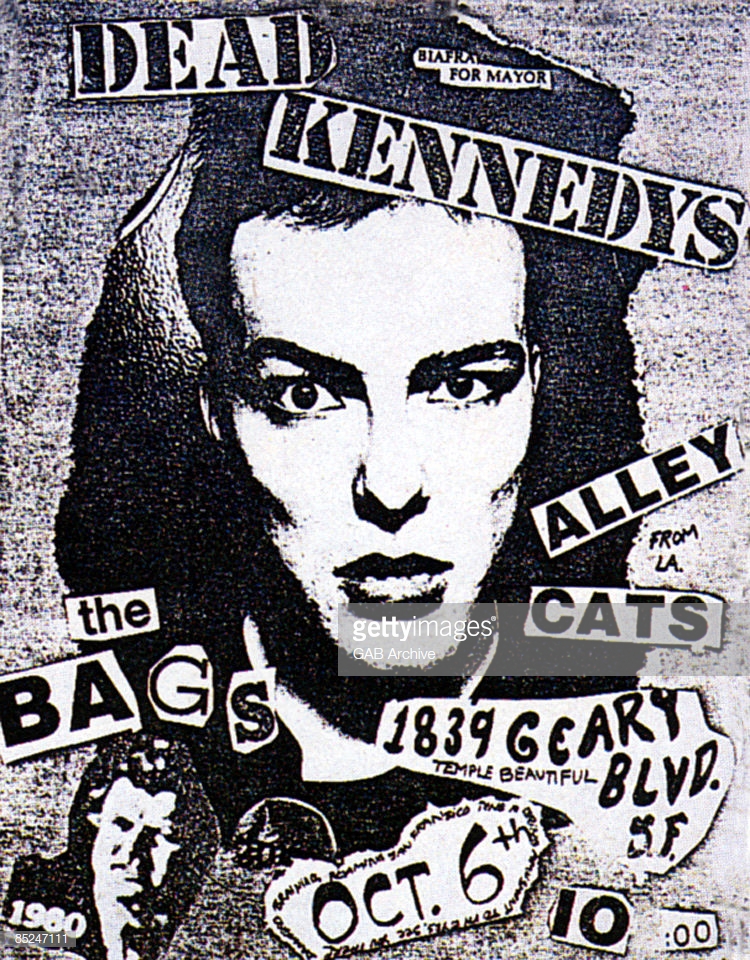 DEAD
BIAFRA
FOR MAYOR
KENNEDYS
ALLEY
FROM
LA.
CATS
the
BAGS
gettyimages
GAB Archive
1839 GEARY
BLVD.
TEMPLE BEAUTIFUL
S.F.
OCT. 6th
10 :00
1980
85247111